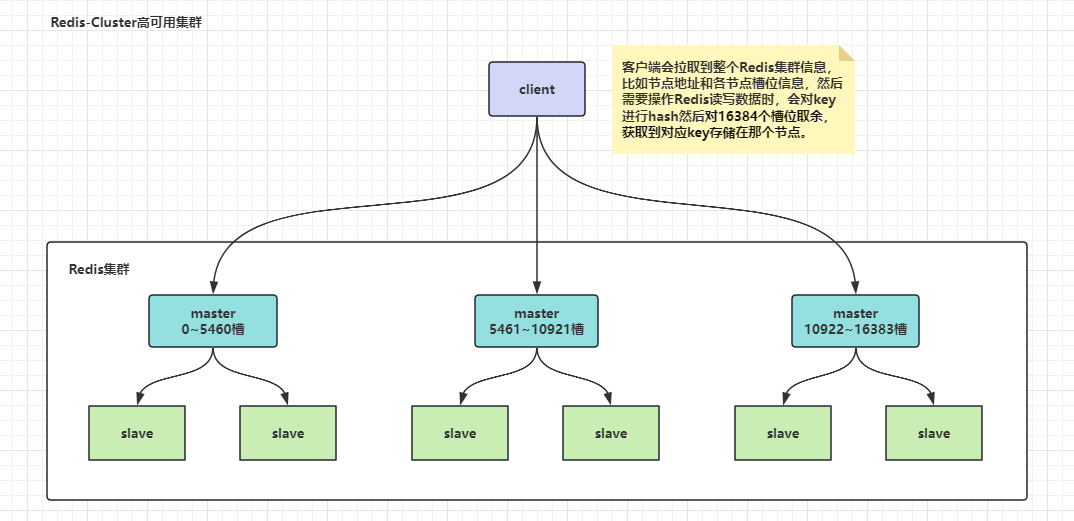 Redis-Cluster高可用集群
client
客户端会拉取到整个Redis集群信息，
比如节点地址和各节点槽位信息，然后
需要操作Redis读写数据时，会对key
进行hash然后对16384个槽位取余，
获取到对应key存储在那个节点。
Redis集群
master
0~5460槽
master
5461~10921槽
master
10922~16383槽
slave
slave
slave
slave
slave
slave